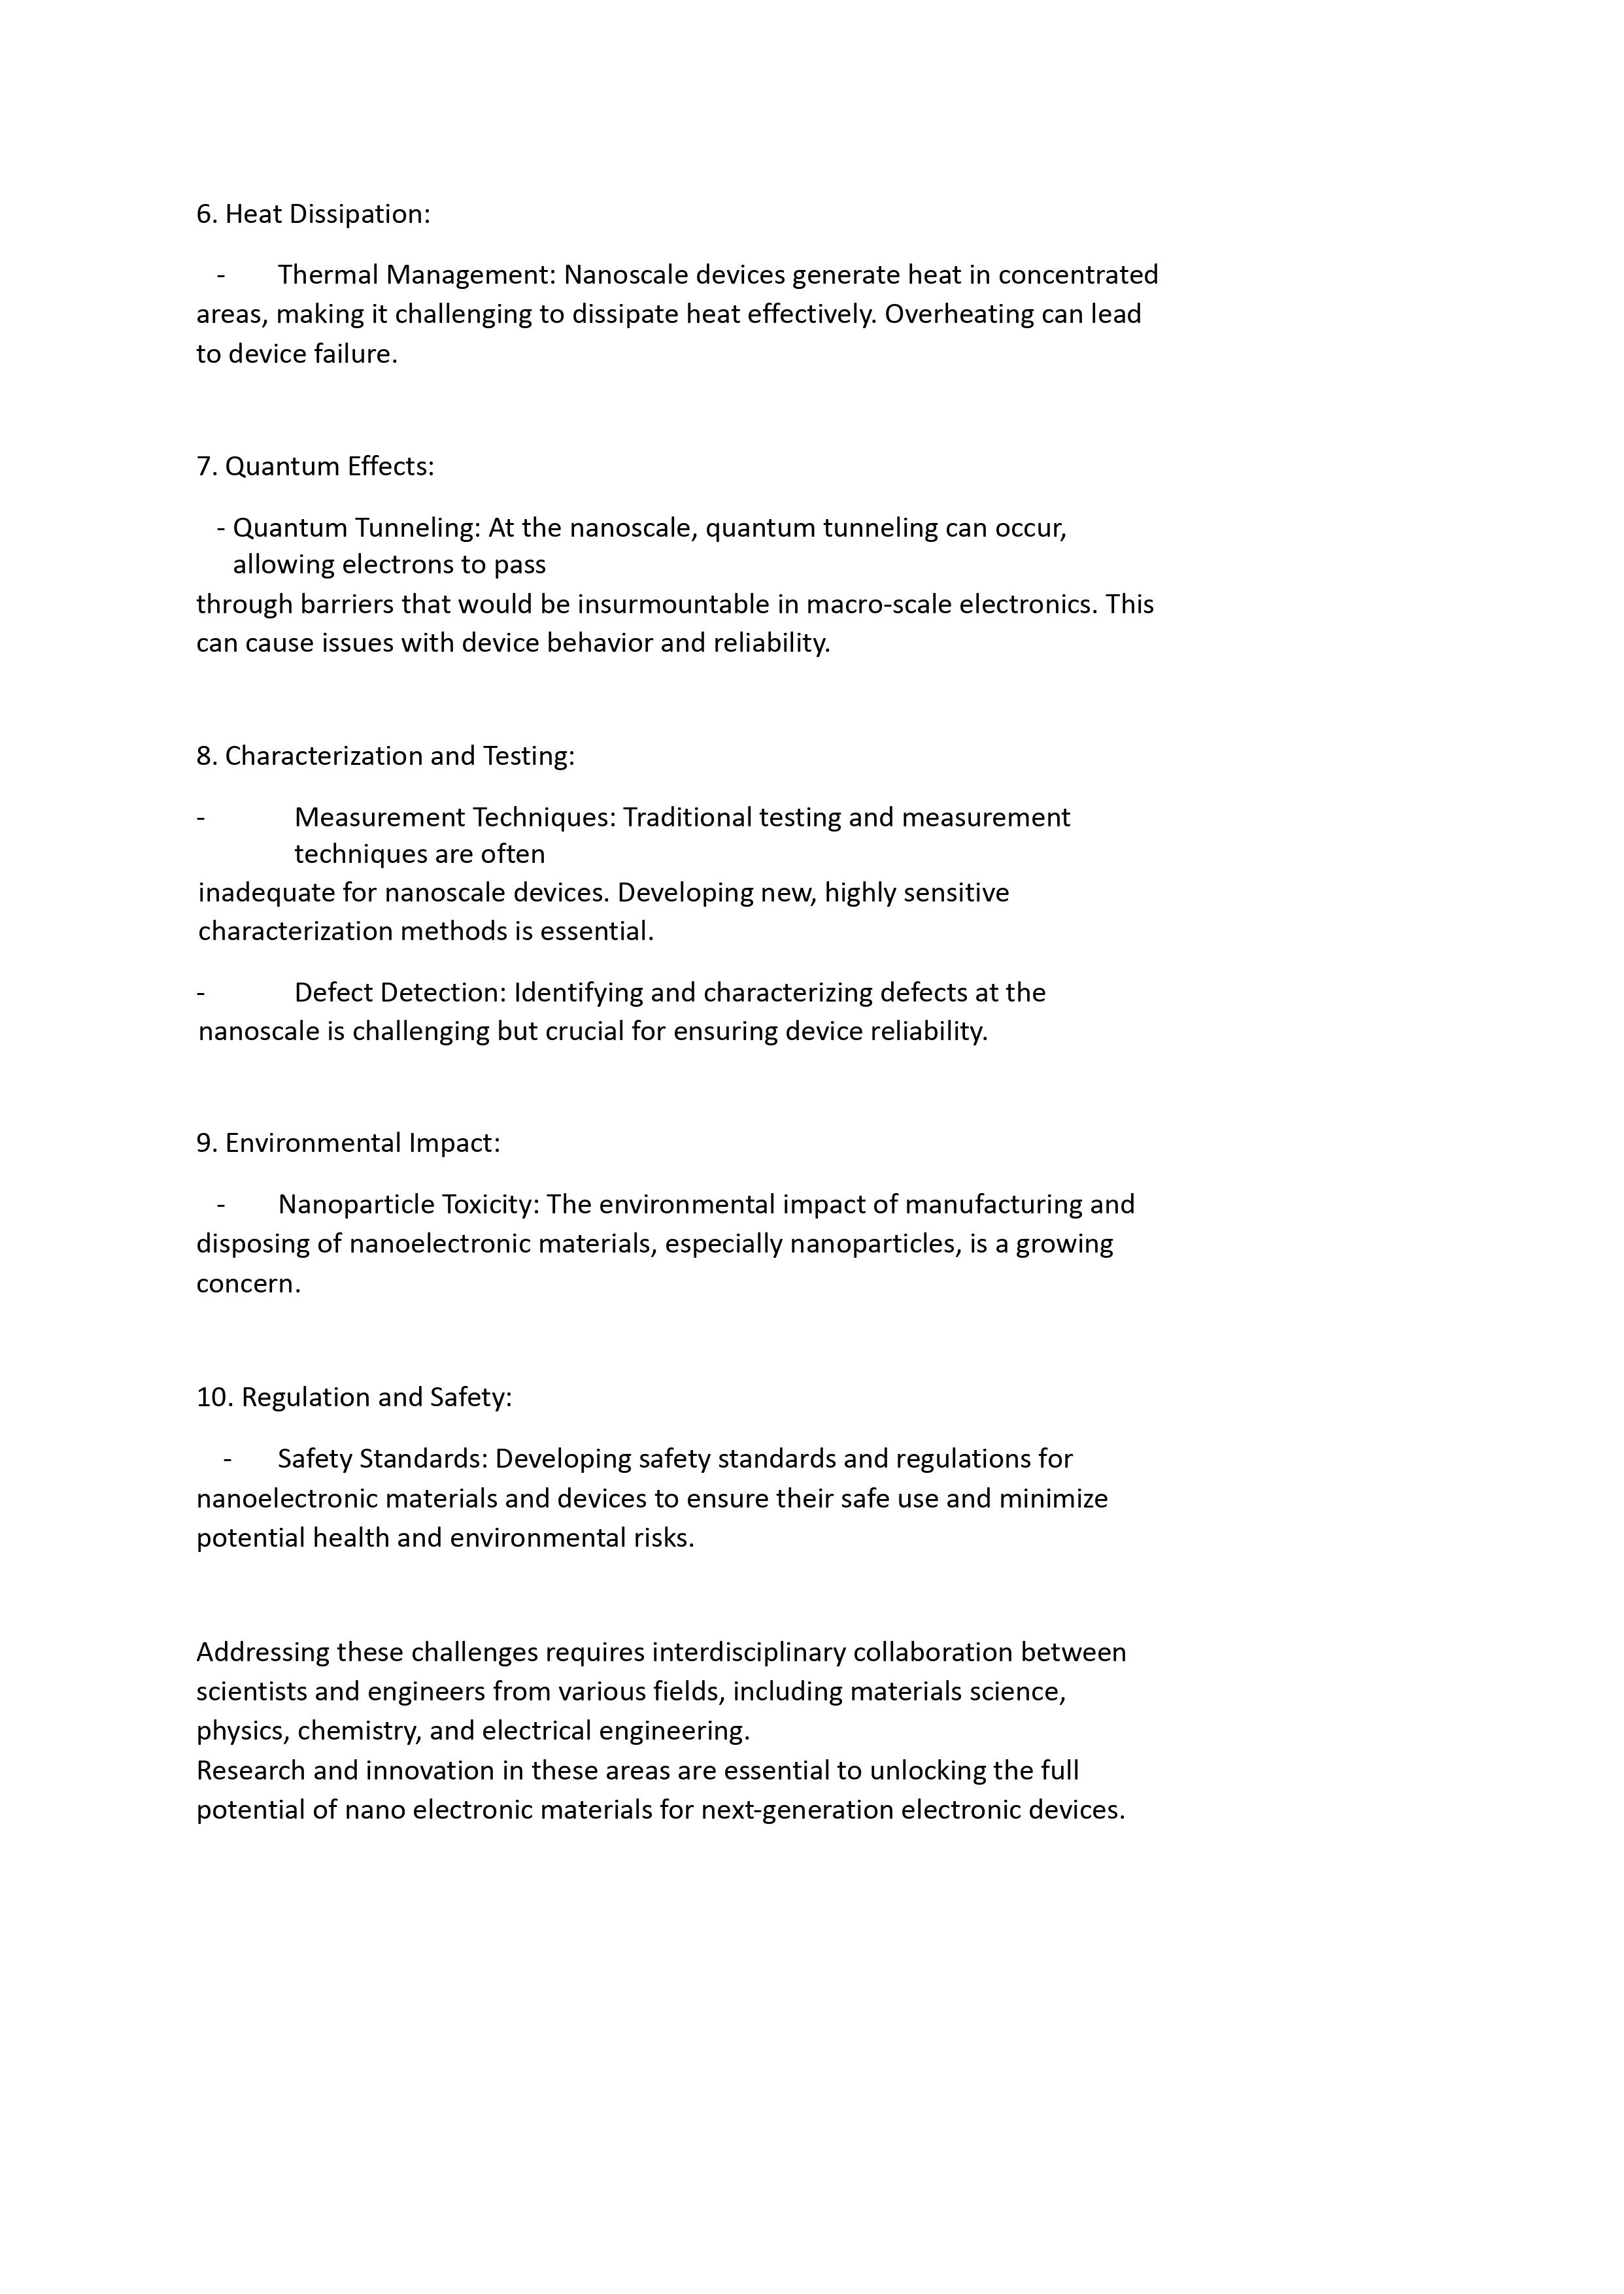 6. Heat Dissipation:
- Thermal Management: Nanoscale devices generate heat in concentrated
areas, making it challenging to dissipate heat effectively. Overheating can lead
to device failure.
7. Quantum Effects:
- Quantum Tunneling: At the nanoscale, quantum tunneling can occur,
allowing electrons to pass
through barriers that would be insurmountable in macro-scale electronics. This
can cause issues with device behavior and reliability.
8. Characterization and Testing:
- Measurement Techniques: Traditional testing and measurement
techniques are often
inadequate for nanoscale devices. Developing new, highly sensitive
characterization methods is essential.
- Defect Detection: Identifying and characterizing defects at the
nanoscale is challenging but crucial for ensuring device reliability.
9. Environmental Impact:
- Nanoparticle Toxicity: The environmental impact of manufacturing and
disposing of nanoelectronic materials, especially nanoparticles, is a growing
concern.
10. Regulation and Safety:
- Safety Standards: Developing safety standards and regulations for
nanoelectronic materials and devices to ensure their safe use and minimize
potential health and environmental risks.
Addressing these challenges requires interdisciplinary collaboration between
scientists and engineers from various fields, including materials science,
physics, chemistry, and electrical engineering.
Research and innovation in these areas are essential to unlocking the full
potential of nano electronic materials for next-generation electronic devices.